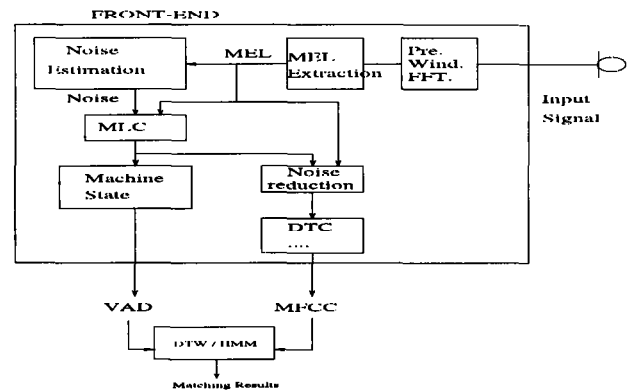 FRONT-END
Noise
Estimation
MEL
MEL
Extraction
Pre.
Wind.
FFT.
Noise
Input
Signal
MLC
Machine
State
Noise
reduction
DTC
....
VAD
MFCC
DTW / HMM
Matching Results